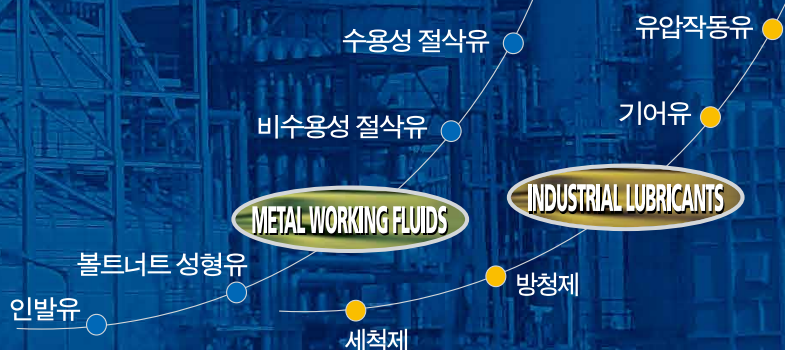 수용성 절삭유
유압작동유
비수용성 절삭유
기어유
METAL WORKING FLUIDS
INDUSTRIAL LUBRICANTS
볼트너트 성형유
방청제
인발유
세척제